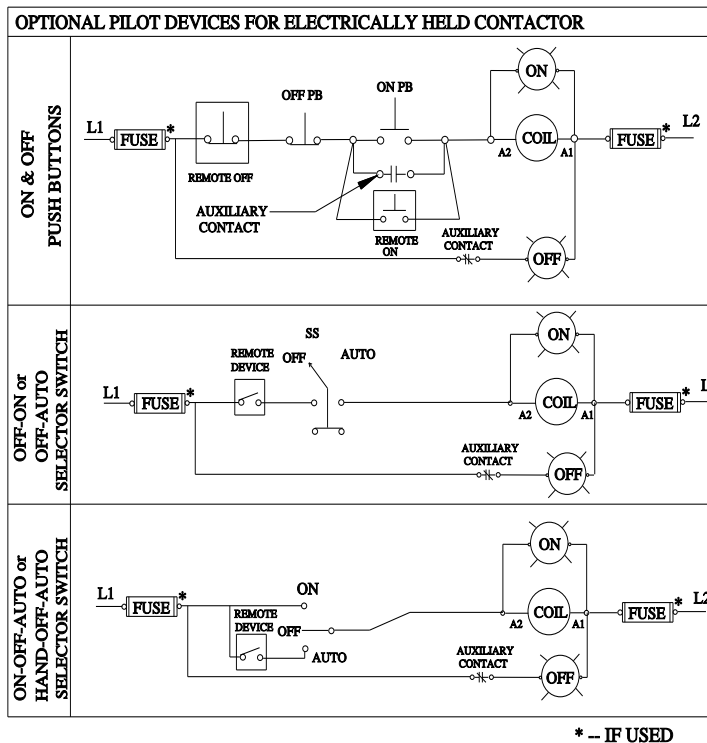 OPTIONAL PILOT DEVICES FOR ELECTRICALLY HELD CONTACTOR
ON & OFF
PUSH BUTTONS
ON
ON PB
OFF PB
L1
FUSE
*
COIL
A2
A1
FUSE
*
L2
REMOTE OFF
AUXILIARY
CONTACT
REMOTE
ON
AUXILIARY
CONTACT
OFF
OFF-ON or
OFF-AUTO
SELECTOR SWITCH
ON
SS
REMOTE
DEVICE
OFF
AUTO
L1
FUSE
*
COIL
A2
A1
FUSE
*
L
AUXILIARY
CONTACT
OFF
ON-OFF-AUTO or
HAND-OFF-AUTO
SELECTOR SWITCH
ON
L1
FUSE
*
ON
REMOTE
DEVICE
OFF
AUTO
COIL
A2
A1
FUSE
*
L2
AUXILIARY
CONTACT
OFF
* -- IF USED